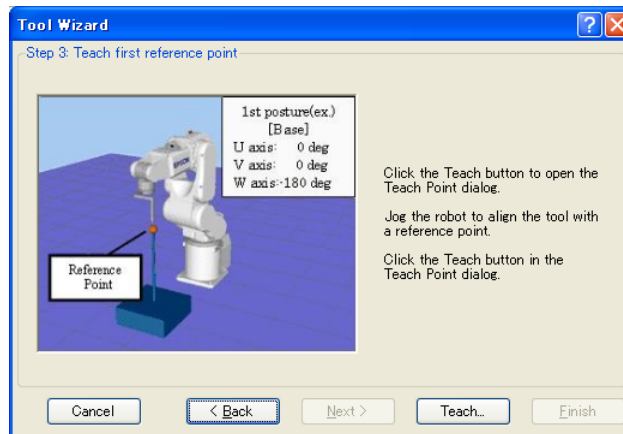 Tool Wizard
Step 3: Teach first reference point
1st posture(ex.)
[Base]
U axis: 0 deg
V axis: 0 deg
W axis:-180 deg
EPSON
Reference
Point
Click the Teach button to open the
Teach Point dialog.
Jog the robot to align the tool with
a reference point.
Click the Teach button in the
Teach Point dialog.
Cancel
< Back
Next >
Teach...
Finish